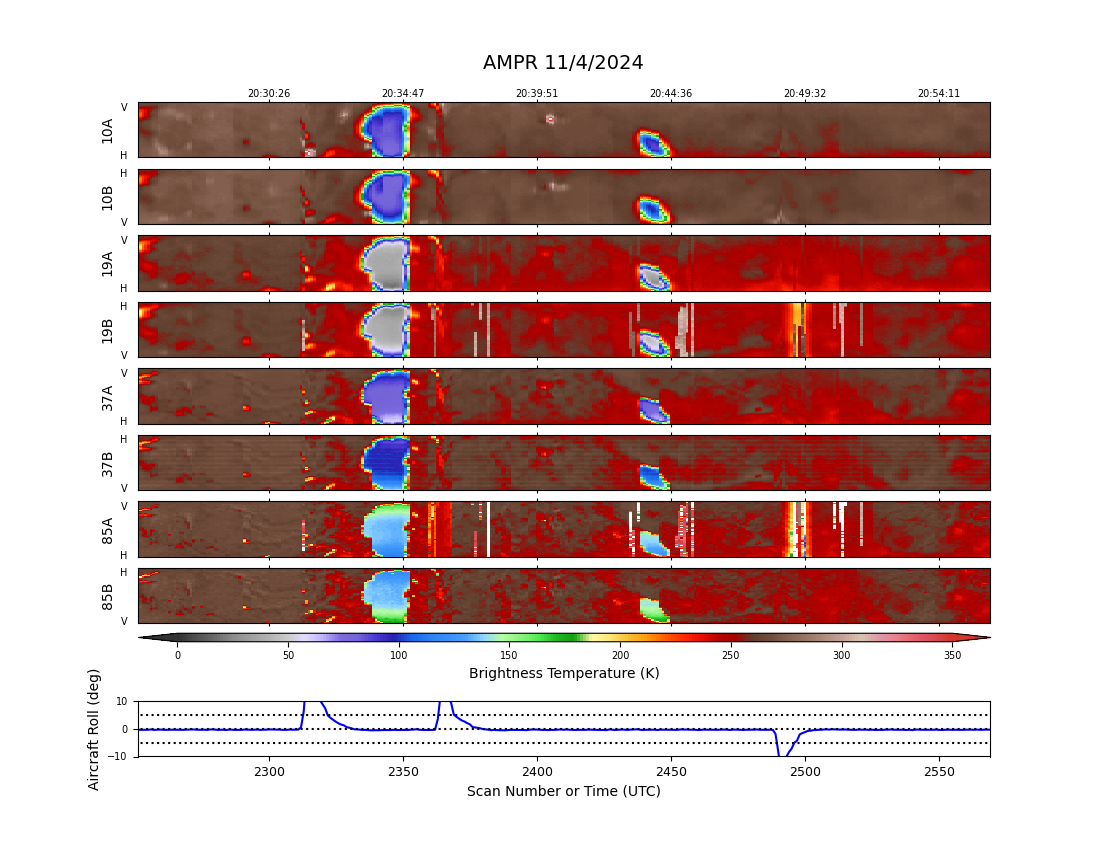 AMPR 11/4/2024
20:30:26 20:34:47 20:39:51 20:44:36 20:49:32 20:54:11
V 10A H
H 10B V
V 19A H
H 19B V
V 37A H
H 37B V
V 85A H
H 85B V
0 50 100 150 200 250 300 350
Brightness Temperature (K)
Aircraft Roll (deg)
10
0
−10
2300 2350 2400 2450 2500 2550
Scan Number or Time (UTC)